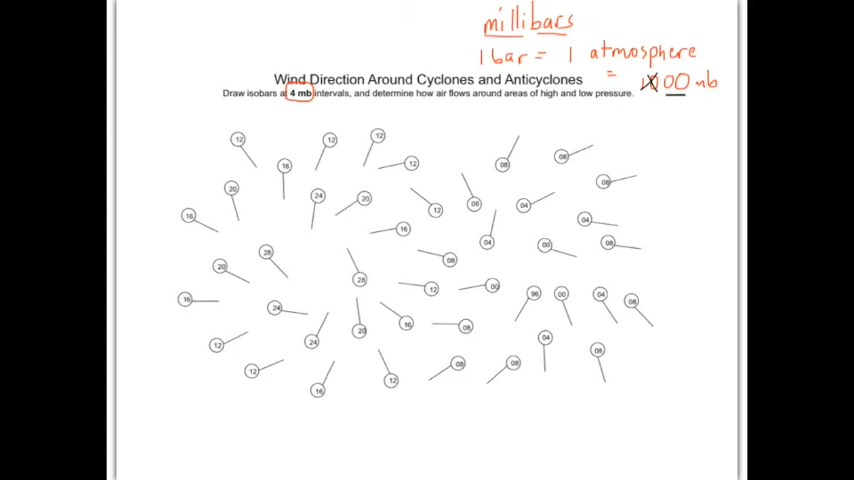 millibars
1 bar = 1 atmosphere
= 1000 mb
Wind Direction Around Cyclones and Anticyclones
Draw isobars a 4 mb intervals, and determine how air flows around areas of high and low pressure.
12 12 12
16 12 08 08
20 24 20 08
16 12 08 04 04
16
28 08 04 00 08
20 28
16 12 00 96 00 04 08
24 16 08
12 24 20 04
12 08 08 08
16 12